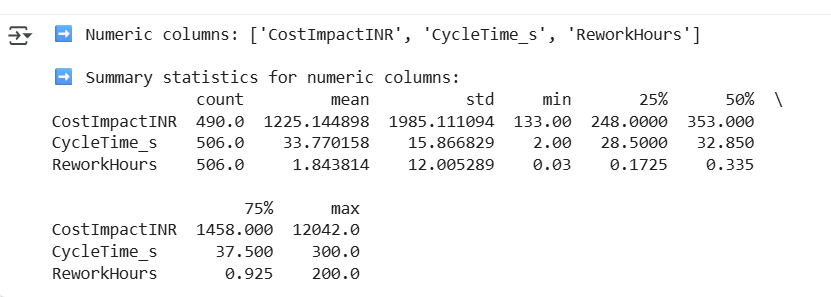 ➡️ Numeric columns: ['CostImpactINR', 'CycleTime_s', 'ReworkHours']
➡️ Summary statistics for numeric columns:
count mean std min 25% 50% \
CostImpactINR 490.0 1225.144898 1985.111094 133.00 248.0000 353.000
CycleTime_s 506.0 33.770158 15.866829 2.00 28.5000 32.850
ReworkHours 506.0 1.843814 12.005289 0.03 0.1725 0.335
75% max
CostImpactINR 1458.000 12042.0
CycleTime_s 37.500 300.0
ReworkHours 0.925 200.0